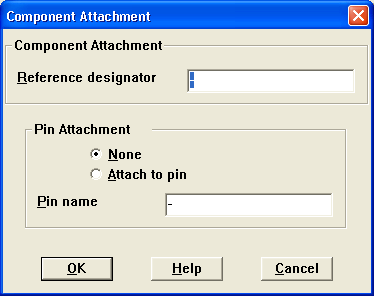 Component Attachment
Component Attachment
Reference designator
Pin Attachment
None
Attach to pin
Pin name -
OK Help Cancel